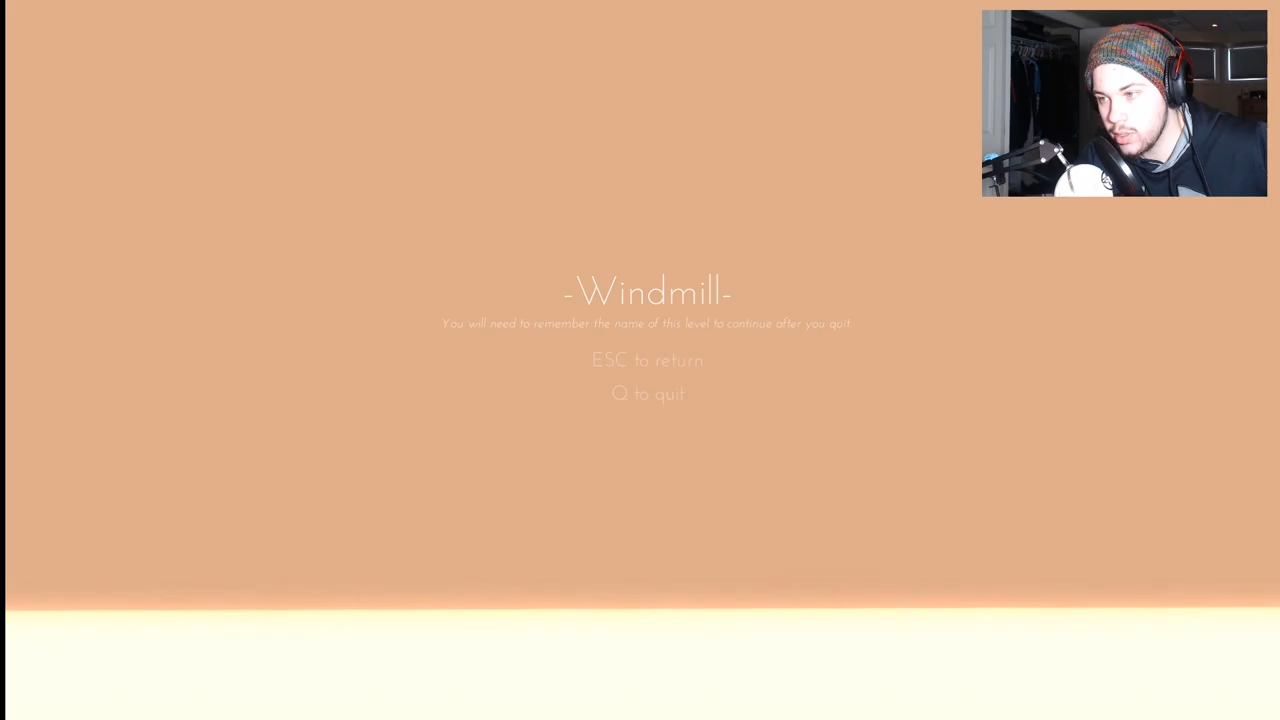 -Windmill-
You will need to remember the name of this level to continue after you quit.
ESC to return
Q to quit